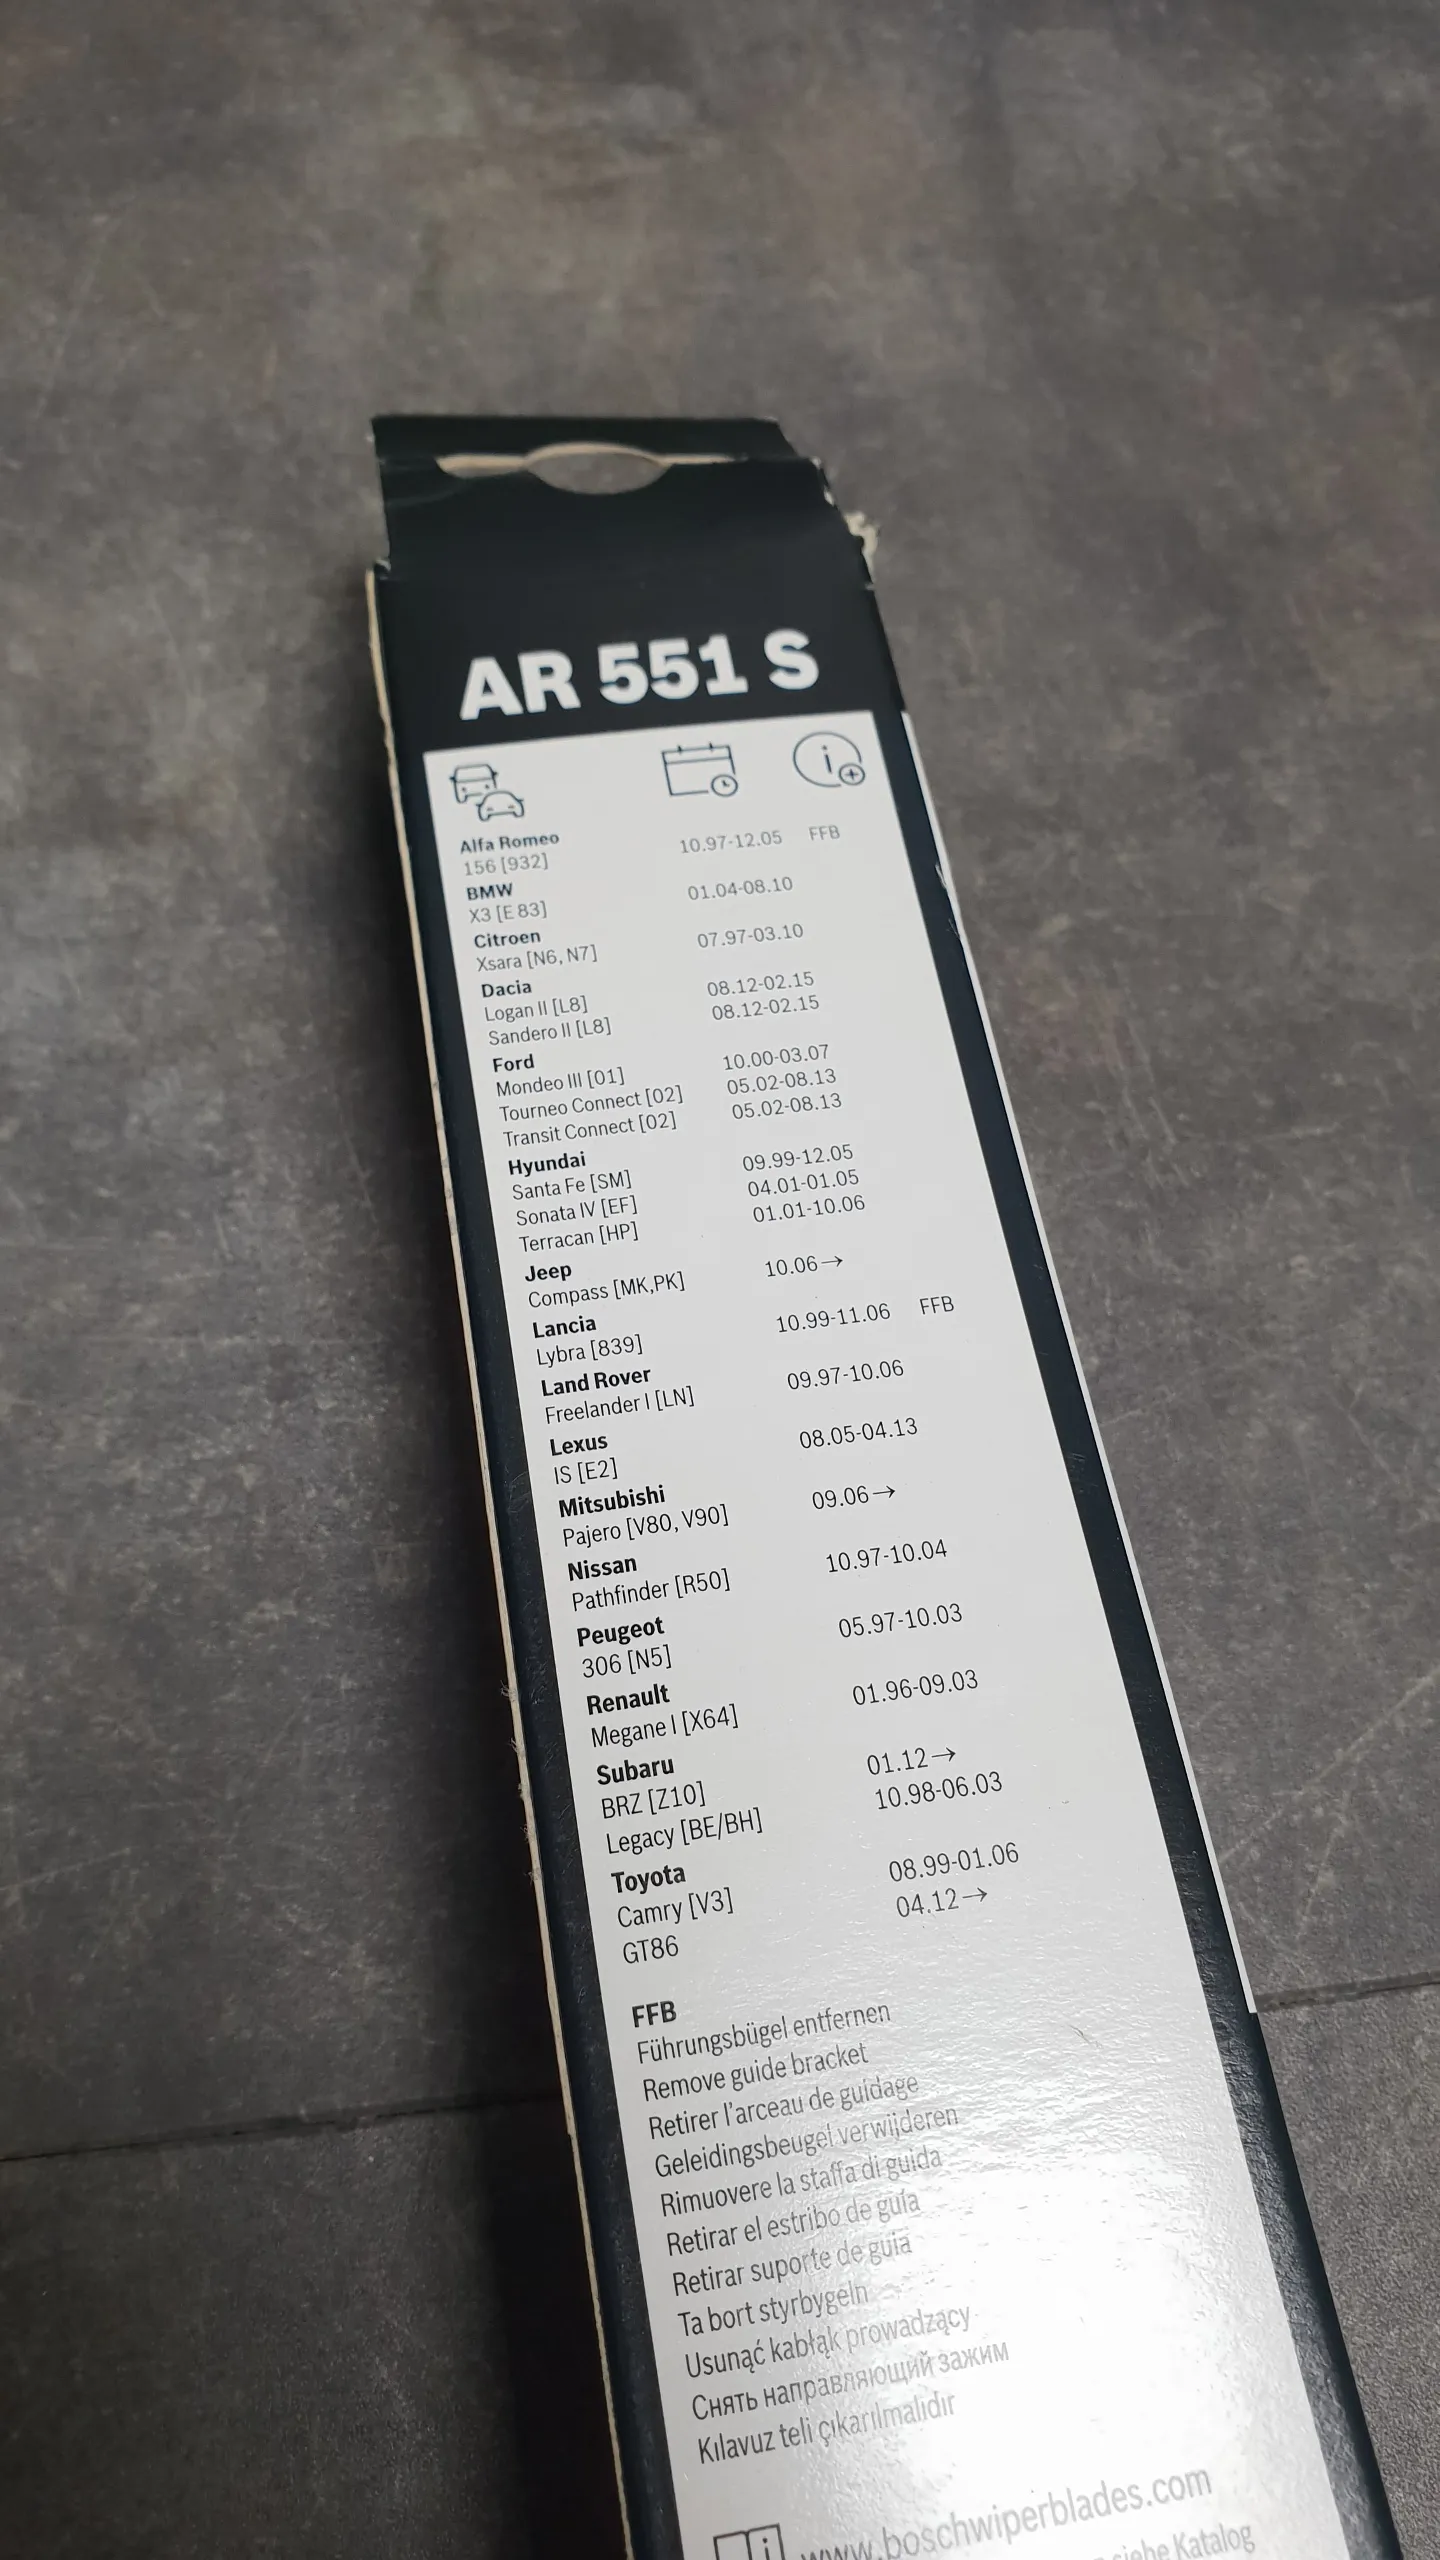 AR 551 S
Alfa Romeo
156 [932] 10.97-12.05 FFB
BMW
X3 [E 83] 01.04-08.10
Citroen
Xsara [N6, N7] 07.97-03.10
Dacia
Logan II [L8] 08.12-02.15
Sandero II [L8] 08.12-02.15
Ford
Mondeo III [01] 10.00-03.07
Tourneo Connect [02] 05.02-08.13
Transit Connect [02] 05.02-08.13
Hyundai
Santa Fe [SM] 09.99-12.05
Sonata IV [EF] 04.01-01.05
Terracan [HP] 01.01-10.06
Jeep
Compass [MK,PK] 10.06→
Lancia
Lybra [839] 10.99-11.06 FFB
Land Rover
Freelander I [LN] 09.97-10.06
Lexus
IS [E2] 08.05-04.13
Mitsubishi
Pajero [V80, V90] 09.06→
Nissan
Pathfinder [R50] 10.97-10.04
Peugeot
306 [N5] 05.97-10.03
Renault
Megane I [X64] 01.96-09.03
Subaru
BRZ [Z10] 01.12→
Legacy [BE/BH] 10.98-06.03
Toyota
Camry [V3] 08.99-01.06
GT86 04.12→
FFB
Führungsbügel entfernen
Remove guide bracket
Retirer l'arceau de guidage
Geleidingsbeugel verwijderen
Rimuovere la staffa di guida
Retirar el estribo de guía
Retirar suporte de guia
Ta bort styrbygeln
Usunąć kabłąk prowadzący
Снять направляющий зажим
Kılavuz teli çıkarılmalıdır
www.boschwiperblades.com
siehe Katalog